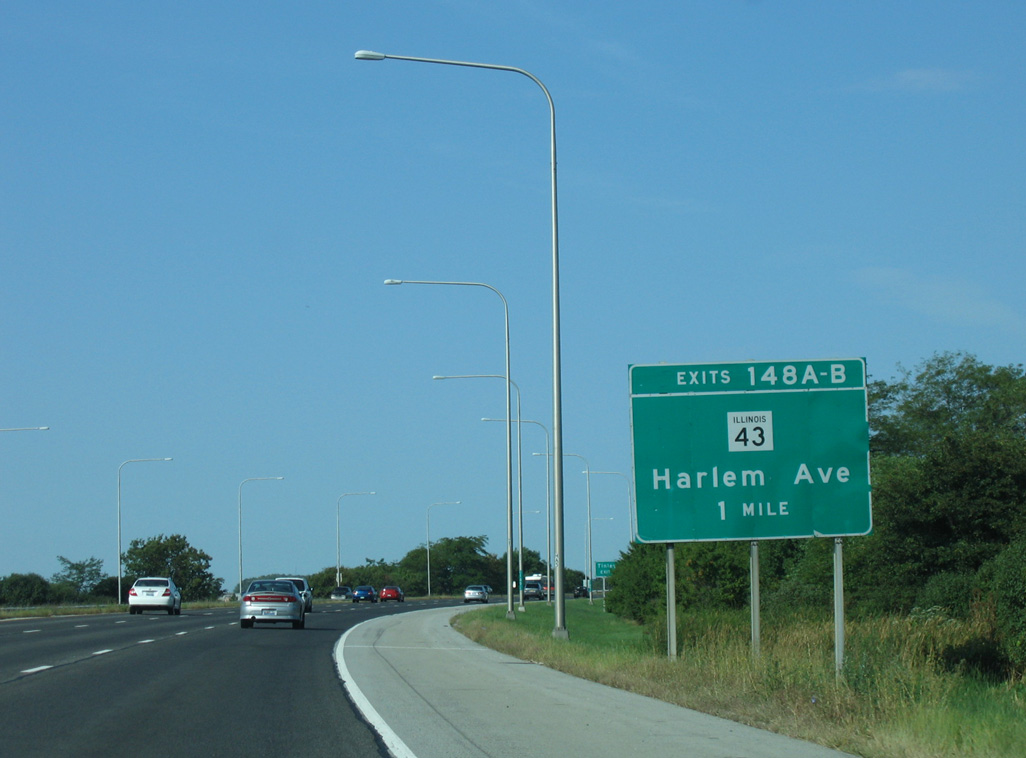 EXITS 148A-B
ILLINOIS
43
Harlem Ave
1 MILE